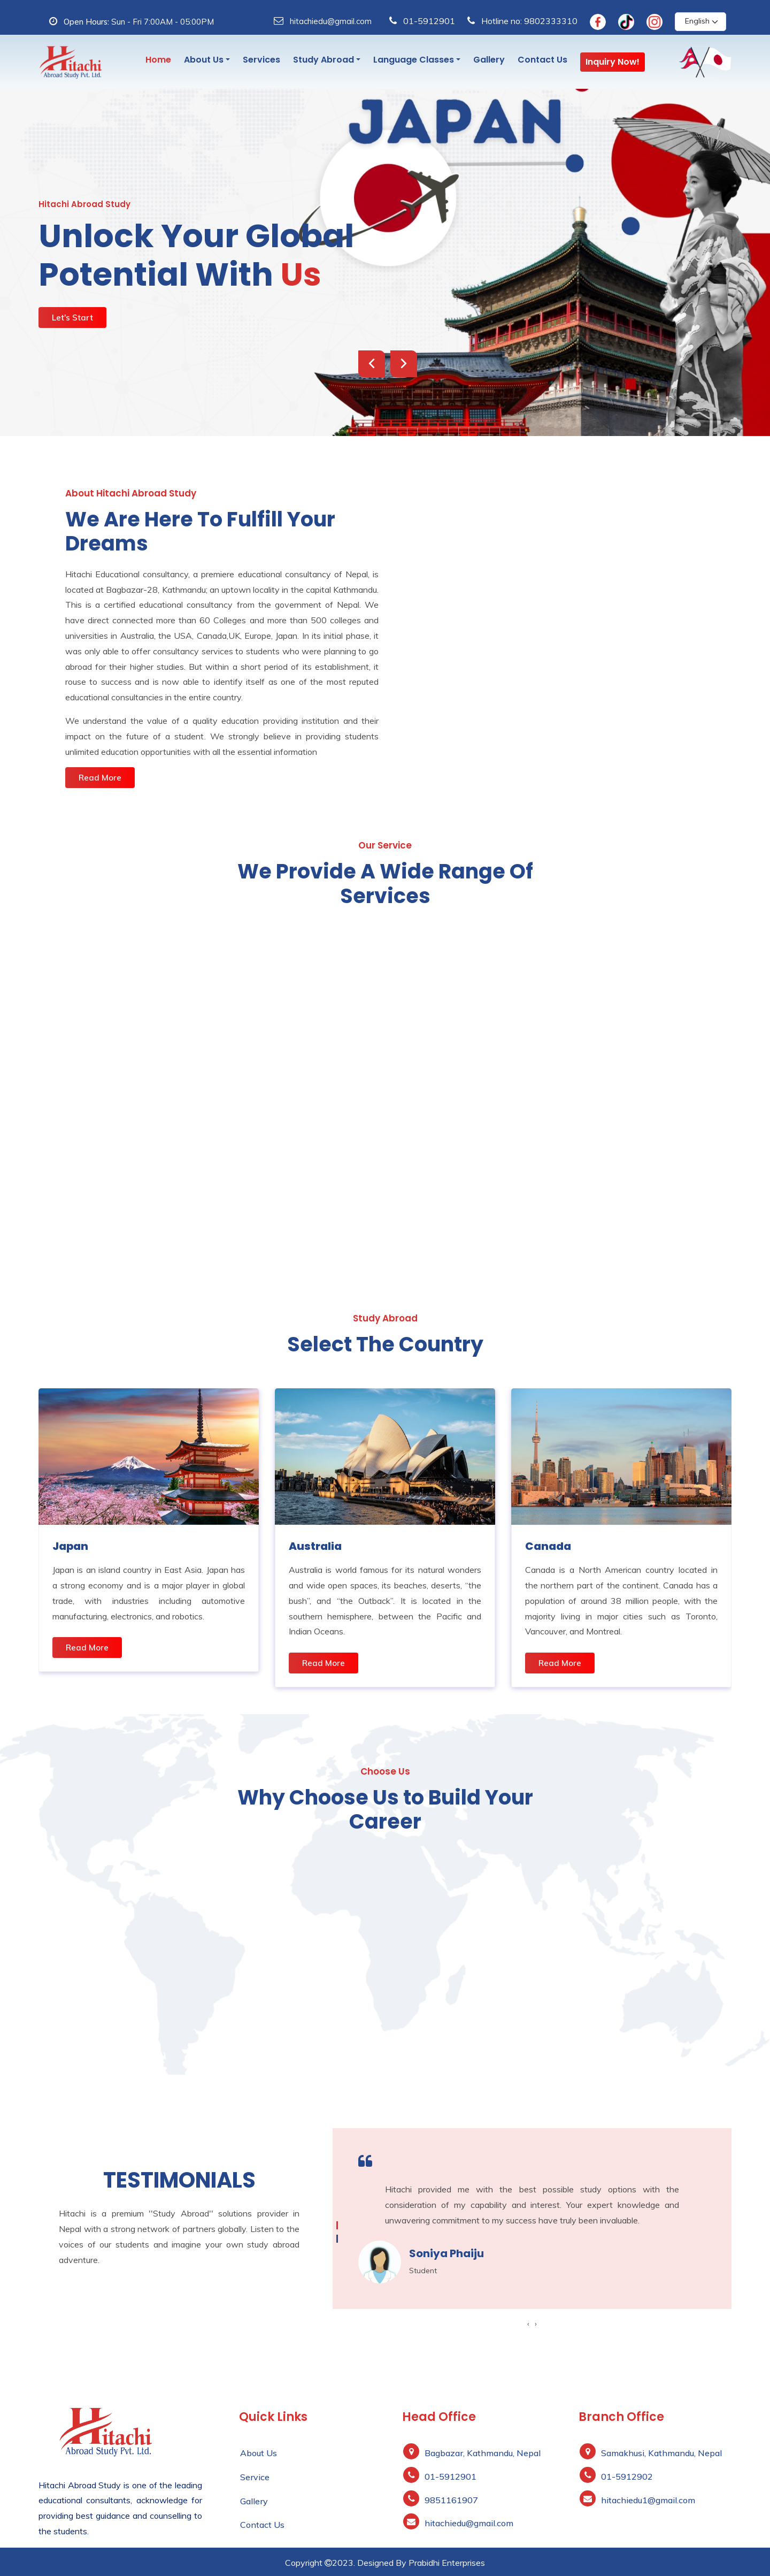 Open Hours: Sun - Fri 7:00AM - 05:00PM
hitachiedu@gmail.com
01-5912901
Hotline no: 9802333310
English
Hitachi
Abroad Study Pvt. Ltd.
Home
About Us
Services
Study Abroad
Language Classes
Gallery
Contact Us
Inquiry Now!
JAPAN
Hitachi Abroad Study
Unlock Your Global
Potential With Us
Let's Start
About Hitachi Abroad Study
We Are Here To Fulfill Your
Dreams
Hitachi Educational consultancy, a premiere educational consultancy of Nepal, is
located at Bagbazar-28, Kathmandu; an uptown locality in the capital Kathmandu.
This is a certified educational consultancy from the government of Nepal. We
have direct connected more than 60 Colleges and more than 500 colleges and
universities in Australia, the USA, Canada,UK, Europe, Japan. In its initial phase, it
was only able to offer consultancy services to students who were planning to go
abroad for their higher studies. But within a short period of its establishment, it
rouse to success and is now able to identify itself as one of the most reputed
educational consultancies in the entire country.
We understand the value of a quality education providing institution and their
impact on the future of a student. We strongly believe in providing students
unlimited education opportunities with all the essential information
Read More
Our Service
We Provide A Wide Range Of
Services
Study Abroad
Select The Country
Japan
Japan is an island country in East Asia. Japan has
a strong economy and is a major player in global
trade, with industries including automotive
manufacturing, electronics, and robotics.
Read More
Australia
Australia is world famous for its natural wonders
and wide open spaces, its beaches, deserts, "the
bush", and "the Outback". It is located in the
southern hemisphere, between the Pacific and
Indian Oceans.
Read More
Canada
Canada is a North American country located in
the northern part of the continent. Canada has a
population of around 38 million people, with the
majority living in major cities such as Toronto,
Vancouver, and Montreal.
Read More
Choose Us
Why Choose Us to Build Your
Career
TESTIMONIALS
Hitachi is a premium "Study Abroad" solutions provider in
Nepal with a strong network of partners globally. Listen to the
voices of our students and imagine your own study abroad
adventure.
Hitachi provided me with the best possible study options with the
consideration of my capability and interest. Your expert knowledge and
unwavering commitment to my success have truly been invaluable.
Soniya Phaiju
Student
‹ ›
Hitachi
Abroad Study Pvt. Ltd.
Hitachi Abroad Study is one of the leading
educational consultants, acknowledge for
providing best guidance and counselling to
the students.
Quick Links
About Us
Service
Gallery
Contact Us
Head Office
Bagbazar, Kathmandu, Nepal
01-5912901
9851161907
hitachiedu@gmail.com
Branch Office
Samakhusi, Kathmandu, Nepal
01-5912902
hitachiedu1@gmail.com
Copyright ©2023. Designed By Prabidhi Enterprises